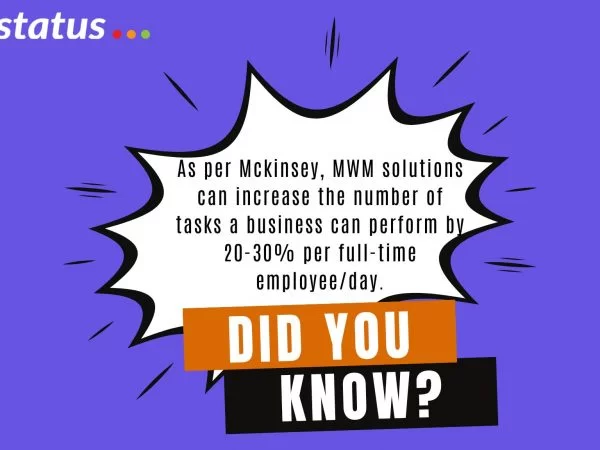 status...
As per Mckinsey, MWM solutions
can increase the number of
tasks a business can perform by
20-30% per full-time
employee/day.
DID YOU
KNOW?